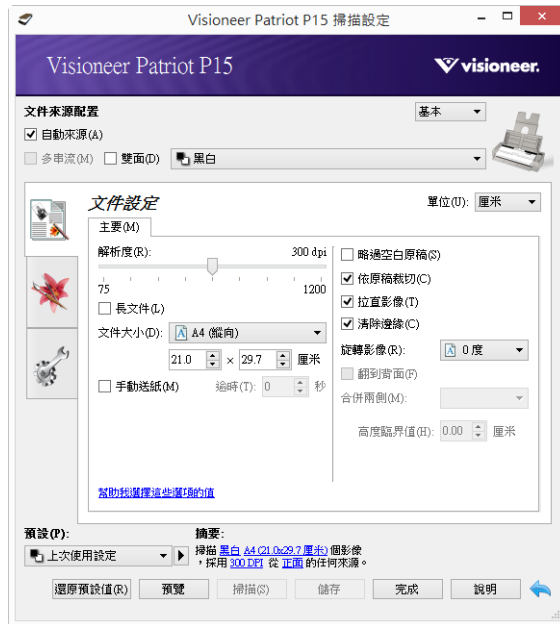 Visioneer Patriot P15 掃描設定
Visioneer Patriot P15
visioneer.
文件來源配置
基本
自動來源(A)
多串流(M) 雙面(D) 黑白
文件設定
單位(U): 厘米
主要(M)
解析度(R): 300 dpi
75 1200
長文件(L)
文件大小(D): A4 (縱向)
21.0 × 29.7 厘米
手動送紙(M) 逾時(T): 0 秒
略過空白原稿(S)
依原稿裁切(C)
拉直影像(T)
清除邊緣(C)
旋轉影像(R): 0 度
翻到背面(F)
合併兩側(M):
高度臨界值(H): 0.00 厘米
幫助我選擇這些選項的值
預設(P):
上次使用設定
摘要:
掃描 黑白 A4 (21.0x29.7 厘米) 個影像
，採用 300 DPI 從 正面 的任何來源。
還原預設值(R) 預覽 掃描(S) 儲存 完成 說明